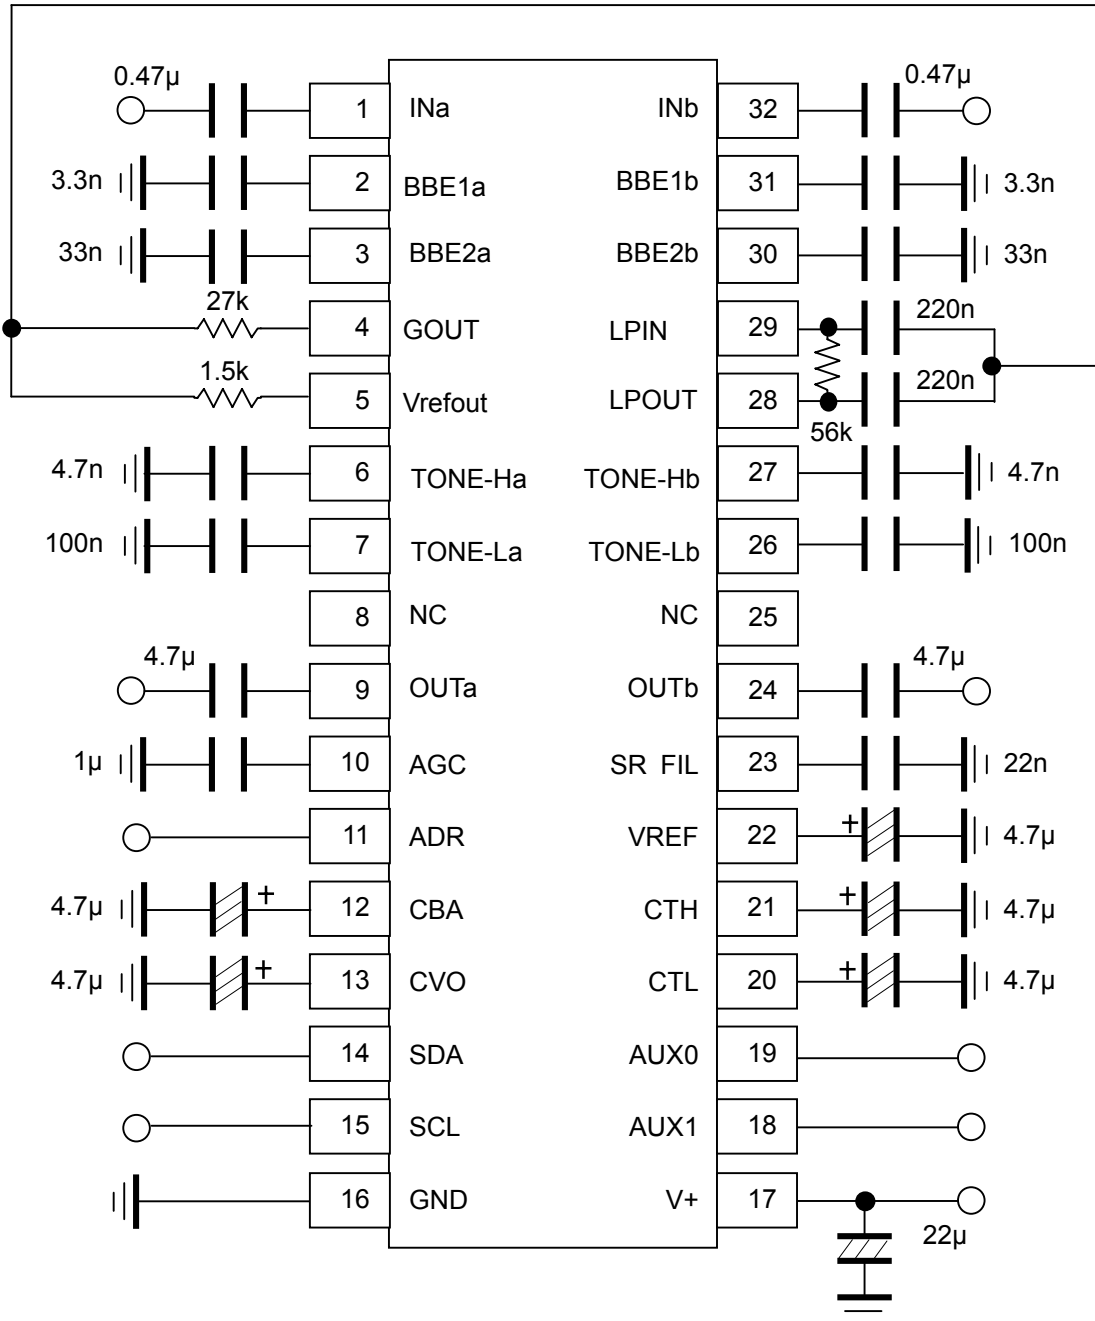 0.47µ 1 INa INb 32 0.47µ
3.3n 2 BBE1a BBE1b 31 3.3n
33n 3 BBE2a BBE2b 30 33n
27k 4 GOUT LPIN 29 220n
1.5k 5 Vrefout LPOUT 28 220n
56k
4.7n 6 TONE-Ha TONE-Hb 27 4.7n
100n 7 TONE-La TONE-Lb 26 100n
8 NC NC 25
4.7µ 9 OUTa OUTb 24 4.7µ
1µ 10 AGC SR FIL 23 22n
11 ADR VREF 22 + 4.7µ
4.7µ + 12 CBA CTH 21 + 4.7µ
4.7µ + 13 CVO CTL 20 + 4.7µ
14 SDA AUX0 19
15 SCL AUX1 18
16 GND V+ 17
22µ